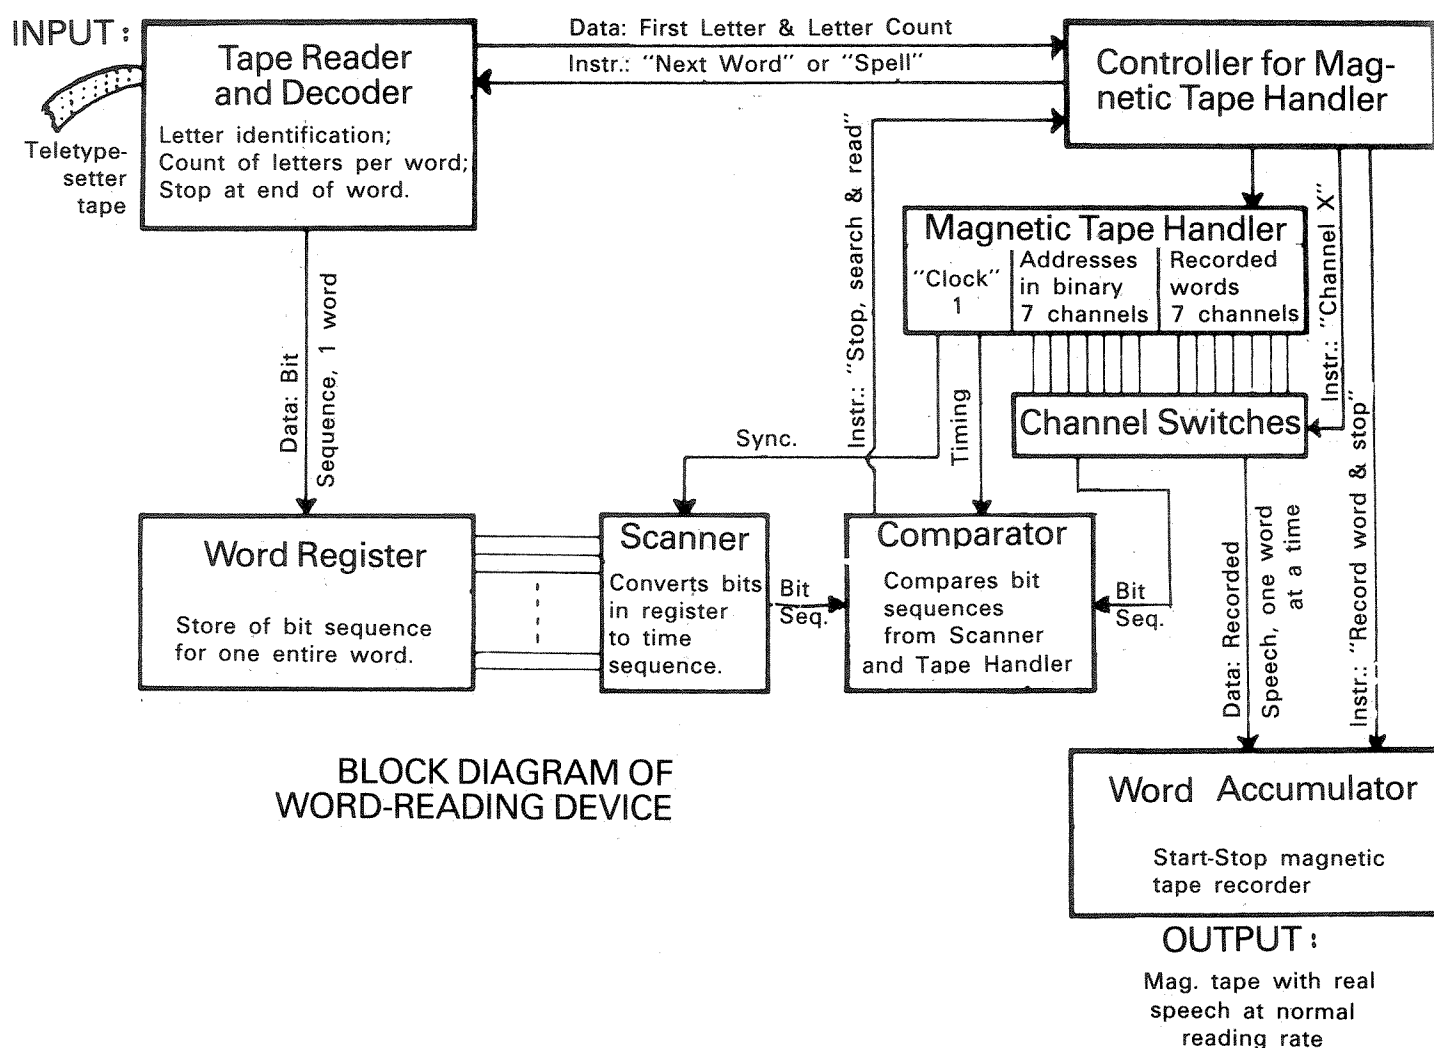 INPUT:
Tape Reader
and Decoder
Letter identification;
Count of letters per word;
Stop at end of word.
Teletype-
setter
tape
Data: First Letter & Letter Count
Instr.: "Next Word" or "Spell"
Controller for Mag-
netic Tape Handler
Instr.: "Stop, search & read"
Magnetic Tape Handler
"Clock"
1
Addresses
in binary
7 channels
Recorded
words
7 channels
Instr.: "Channel X"
Instr.: "Record word & stop"
Data: Bit
Sequence, 1 word
Sync.
Timing
Channel Switches
Word Register
Store of bit sequence
for one entire word.
Scanner
Converts bits
in register
to time
sequence.
Bit
Seq.
Comparator
Compares bit
sequences
from Scanner
and Tape Handler
Bit
Seq.
Data: Recorded
Speech, one word
at a time
BLOCK DIAGRAM OF
WORD-READING DEVICE
Word Accumulator
Start-Stop magnetic
tape recorder
OUTPUT:
Mag. tape with real
speech at normal
reading rate